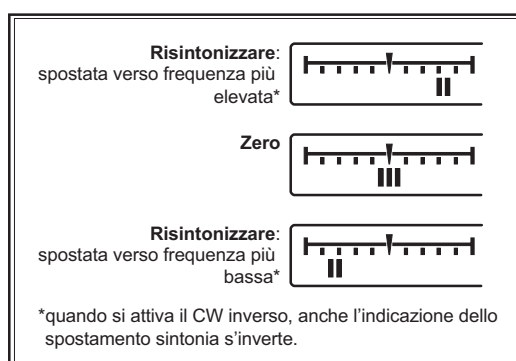 Risintonizzare:
spostata verso frequenza più
elevata*
Zero
Risintonizzare:
spostata verso frequenza più
bassa*
*quando si attiva il CW inverso, anche l'indicazione dello
spostamento sintonia s'inverte.